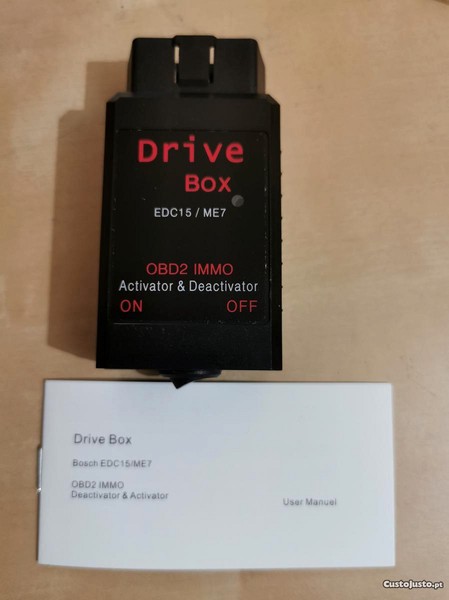 Drive
Box
EDC15 / ME7
OBD2 IMMO
Activator & Deactivator
ON OFF
Drive Box
Bosch EDC15/ME7
OBD2 IMMO
Deactivator & Activator
User Manuel
CustoJusto.pt